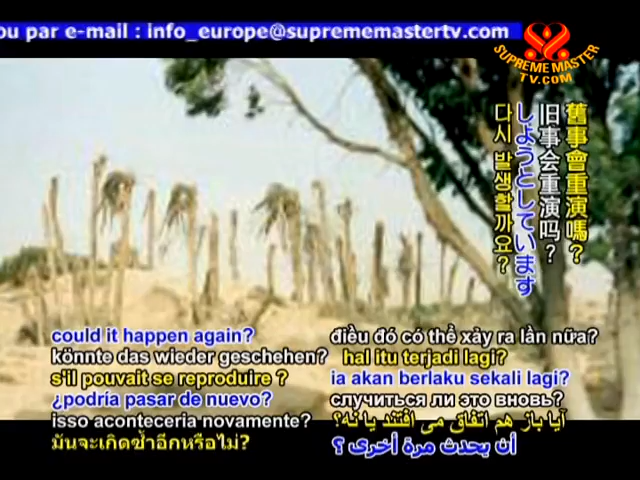 ou par e-mail : info_europe@suprememastertv.com
SUPREME MASTER
TV.COM
舊事會重演嗎?
旧事会重演吗?
しようとしています
다시 발생할까요?
could it happen again?
könnte das wieder geschehen?
s'il pouvait se reproduire ?
¿podría pasar de nuevo?
isso aconteceria novamente?
มันจะเกิดซ้ำอีกหรือไม่?
điều đó có thể xảy ra lần nữa?
hal itu terjadi lagi?
ia akan berlaku sekali lagi?
случиться ли это вновь?
آیا باز هم اتفاق می افتند یا نه؟
أن يحدث مرة أخرى ؟